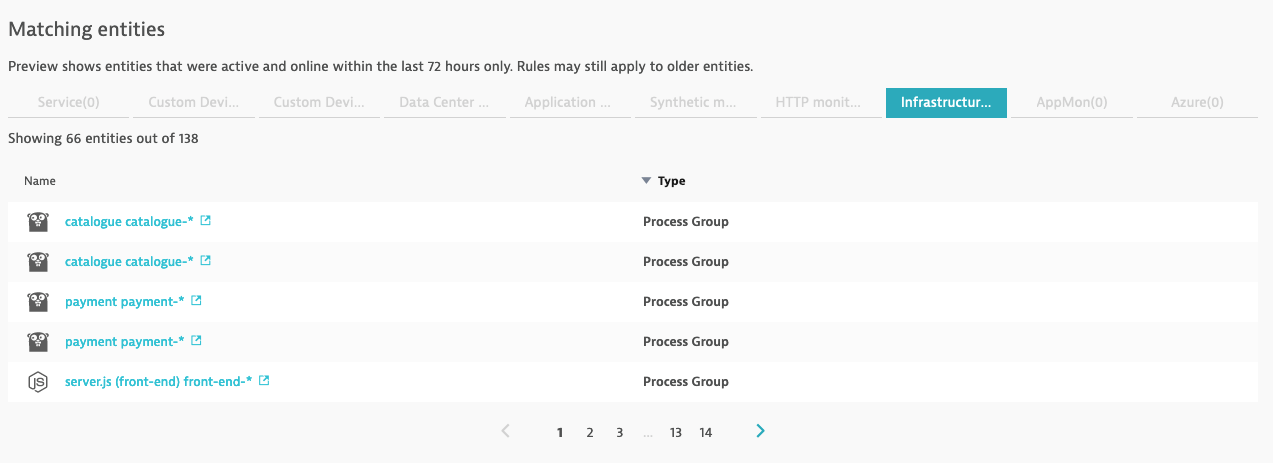 Matching entities
Preview shows entities that were active and online within the last 72 hours only. Rules may still apply to older entities.
Service(0) Custom Devi... Custom Devi... Data Center ... Application ... Synthetic m... HTTP monit... Infrastructur... AppMon(0) Azure(0)
Showing 66 entities out of 138
Name Type
catalogue catalogue-* Process Group
catalogue catalogue-* Process Group
payment payment-* Process Group
payment payment-* Process Group
JS server.js (front-end) front-end-* Process Group
1 2 3 ... 13 14